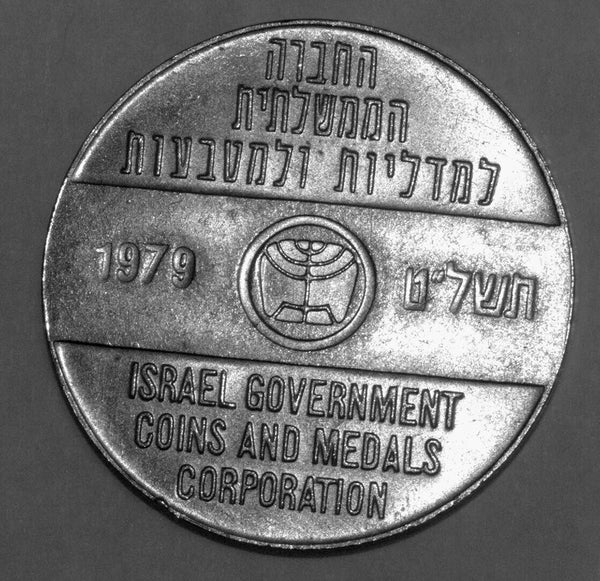 החברה
הממשלתית
למדליות ולמטבעות
1979 תשל״ט
ISRAEL GOVERNMENT
COINS AND MEDALS
CORPORATION